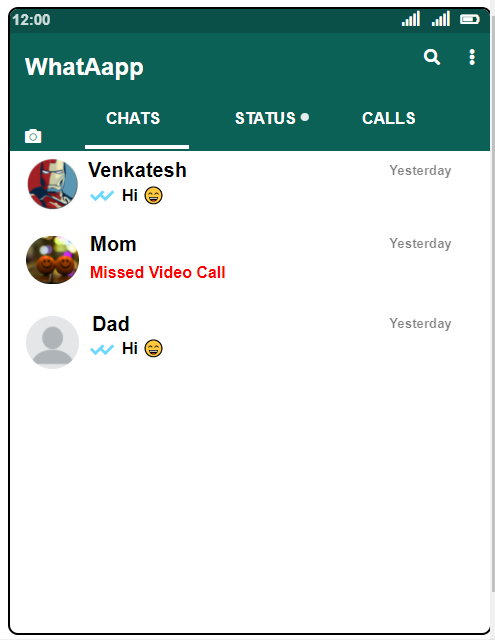 12:00
WhatAapp
CHATS STATUS CALLS
Venkatesh Yesterday
Hi 😄
Mom Yesterday
Missed Video Call
Dad Yesterday
Hi 😄